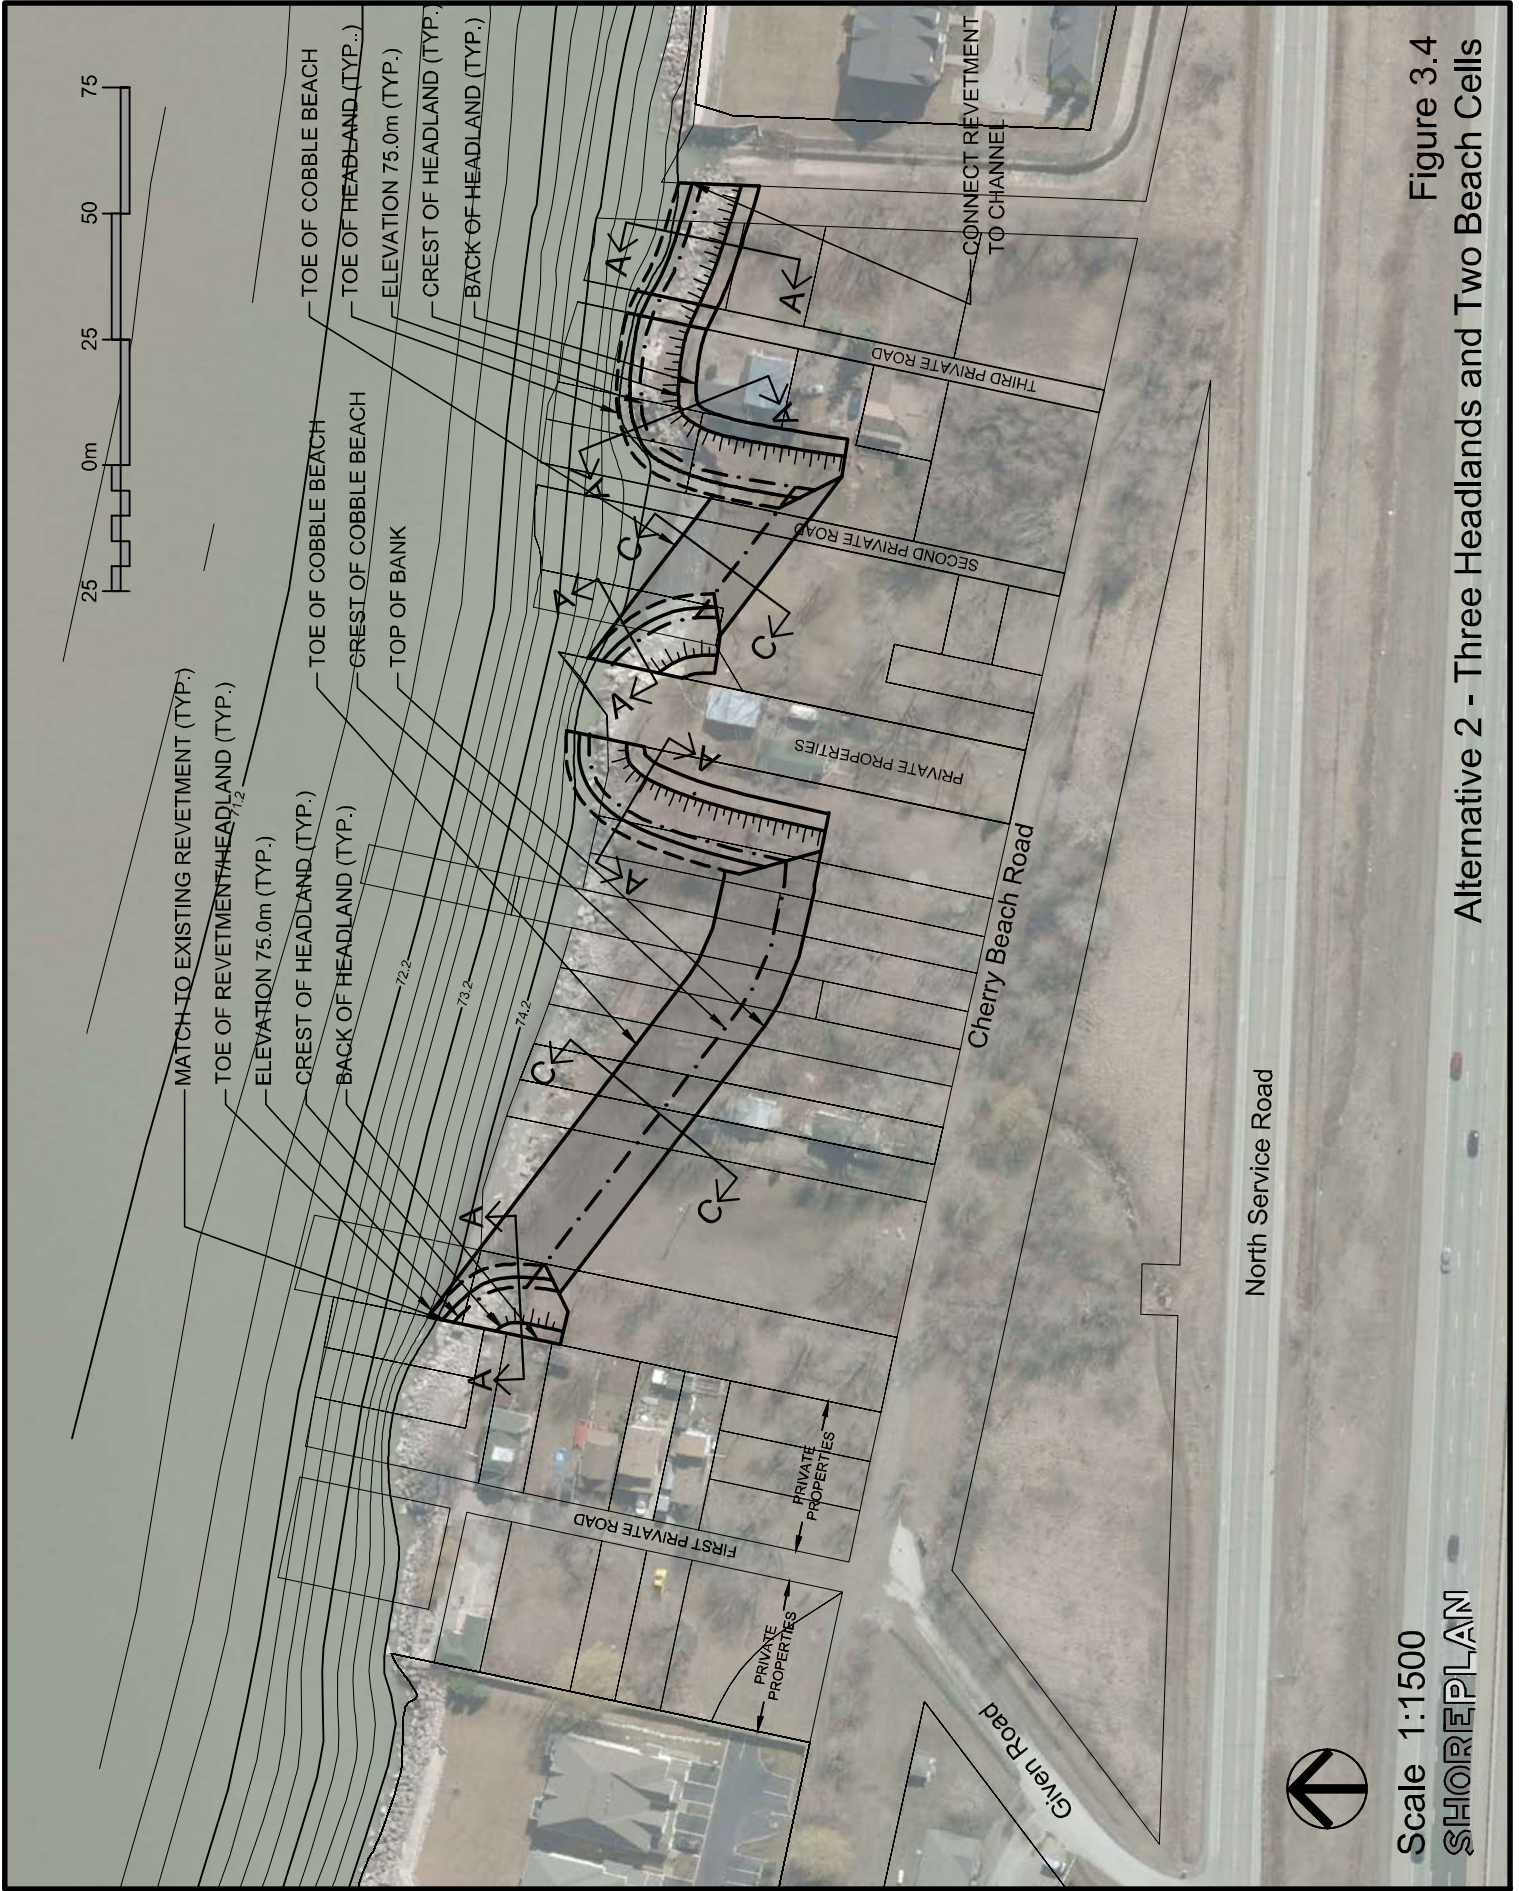 25
0m
25
50
75
MATCH TO EXISTING REVETMENT (TYP.)
TOE OF REVETMENT/HEADLAND (TYP.)
ELEVATION 75.0m (TYP.)
CREST OF HEADLAND (TYP.)
BACK OF HEADLAND (TYP.)
TOE OF COBBLE BEACH
CREST OF COBBLE BEACH
TOP OF BANK
TOE OF COBBLE BEACH
TOE OF HEADLAND (TYP..)
ELEVATION 75.0m (TYP.)
CREST OF HEADLAND (TYP.)
BACK OF HEADLAND (TYP.)
71.2
72.2
73.2
74.2
A
A
C
C
A
A
A
A
C
C
A
A
A
A
CONNECT REVETMENT
TO CHANNEL
FIRST PRIVATE ROAD
SECOND PRIVATE ROAD
THIRD PRIVATE ROAD
PRIVATE PROPERTIES
PRIVATE
PROPERTIES
PRIVATE
PROPERTIES
Cherry Beach Road
Given Road
North Service Road
Scale 1:1500
SHOREPLAN
Figure 3.4
Alternative 2 - Three Headlands and Two Beach Cells